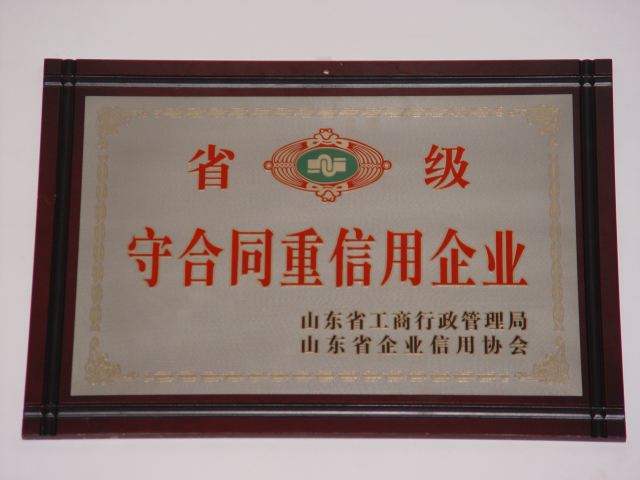 省 级
守合同重信用企业
山东省工商行政管理局
山东省企业信用协会